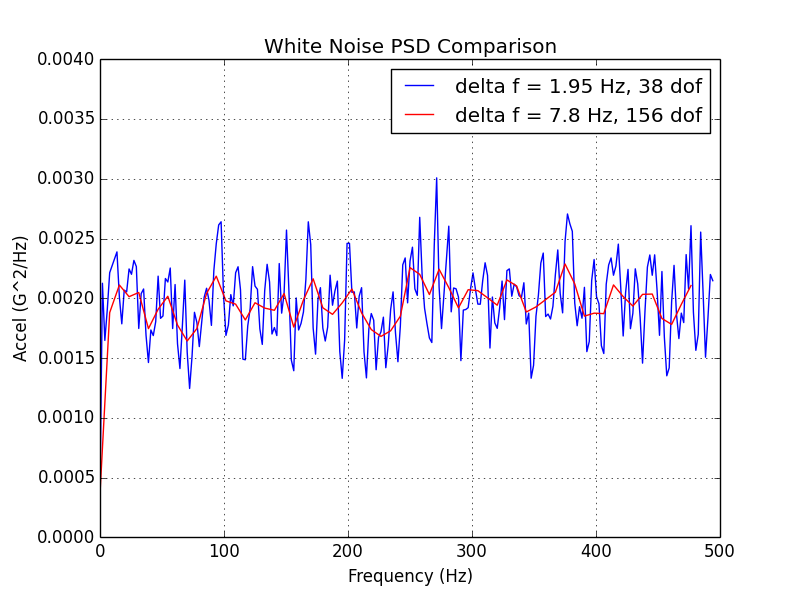 White Noise PSD Comparison
delta f = 1.95 Hz, 38 dof
delta f = 7.8 Hz, 156 dof
Accel (G^2/Hz)
0.0040
0.0035
0.0030
0.0025
0.0020
0.0015
0.0010
0.0005
0.0000
0 100 200 300 400 500
Frequency (Hz)